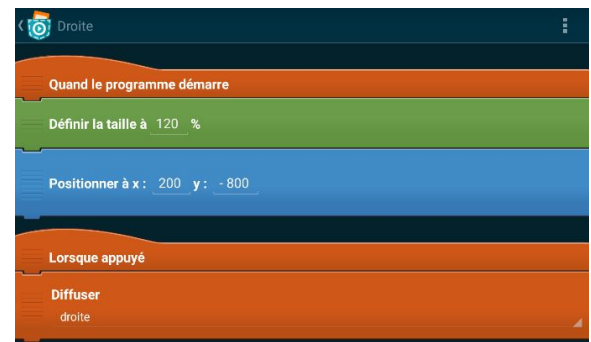 Droite
Quand le programme démarre
Définir la taille à 120 %
Positionner à x : 200 y : - 800
Lorsque appuyé
Diffuser
droite